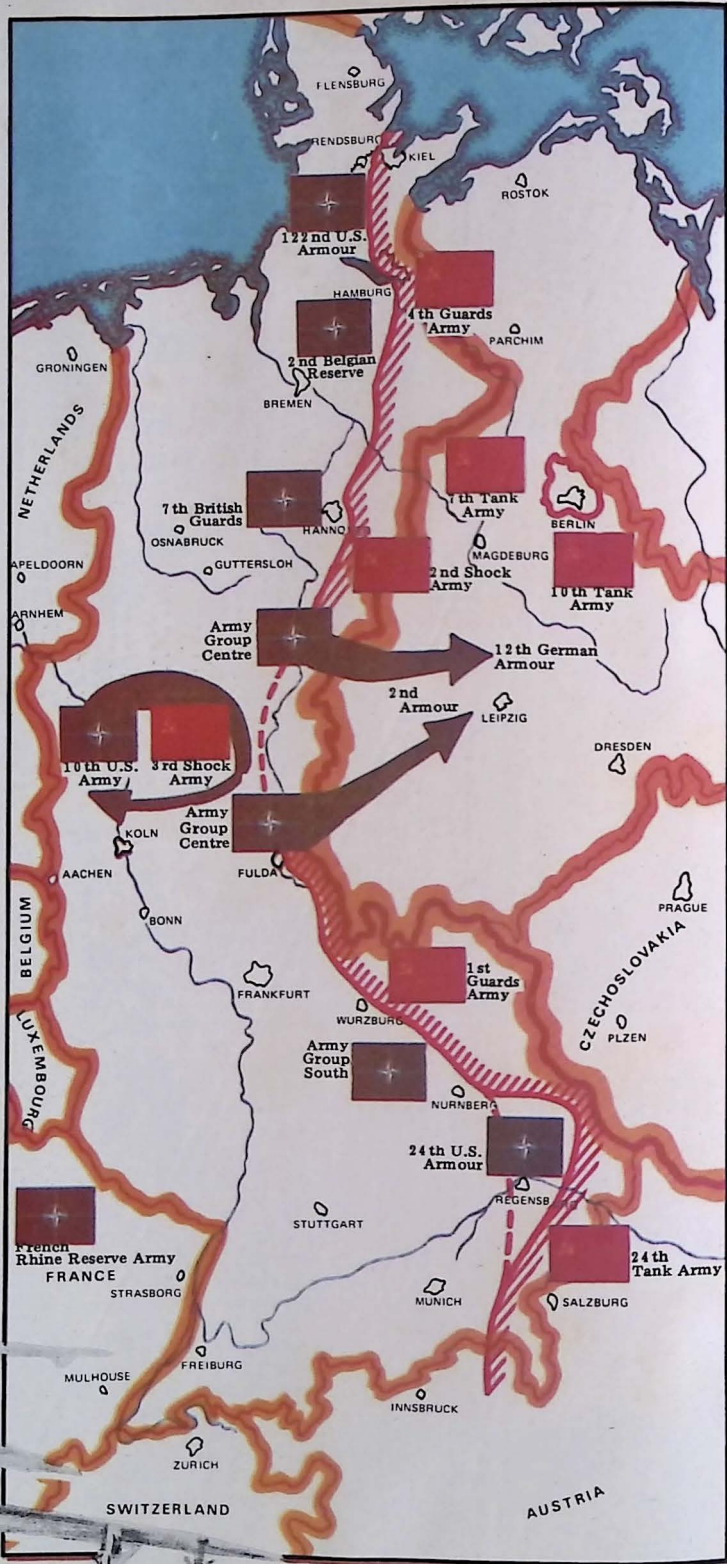 FLENSBURG
RENDSBURG
KIEL
ROSTOK
122nd U.S.
Armour
HAMBURG
4th Guards
Army
PARCHIM
2nd Belgian
Reserve
GRONINGEN
BREMEN
NETHERLANDS
7th British
Guards
HANNO
7th Tank
Army
BERLIN
OSNABRUCK
MAGDEBURG
APELDOORN
GUTTERSLOH
2nd Shock
Army
10th Tank
Army
ARNHEM
Army
Group
Centre
12th German
Armour
2nd
Armour
LEIPZIG
10th U.S.
Army
3rd Shock
Army
DRESDEN
Army
Group
Centre
KOLN
FULDA
AACHEN
BELGIUM
BONN
PRAGUE
CZECHOSLOVAKIA
FRANKFURT
1st
Guards
Army
WURZBURG
PLZEN
LUXEMBOURG
Army
Group
South
NURNBERG
24th U.S.
Armour
REGENSB
French
Rhine Reserve Army
FRANCE
STUTTGART
24th
Tank Army
STRASBORG
MUNICH
SALZBURG
FREIBURG
MULHOUSE
INNSBRUCK
ZURICH
SWITZERLAND
AUSTRIA